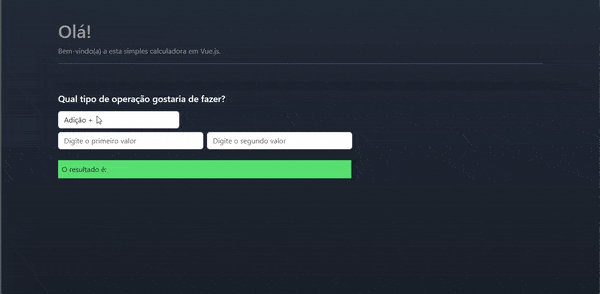 Olá!
Bem-vindo(a) a esta simples calculadora em Vue.js.
Qual tipo de operação gostaria de fazer?
Adição +
Digite o primeiro valor Digite o segundo valor
O resultado é: